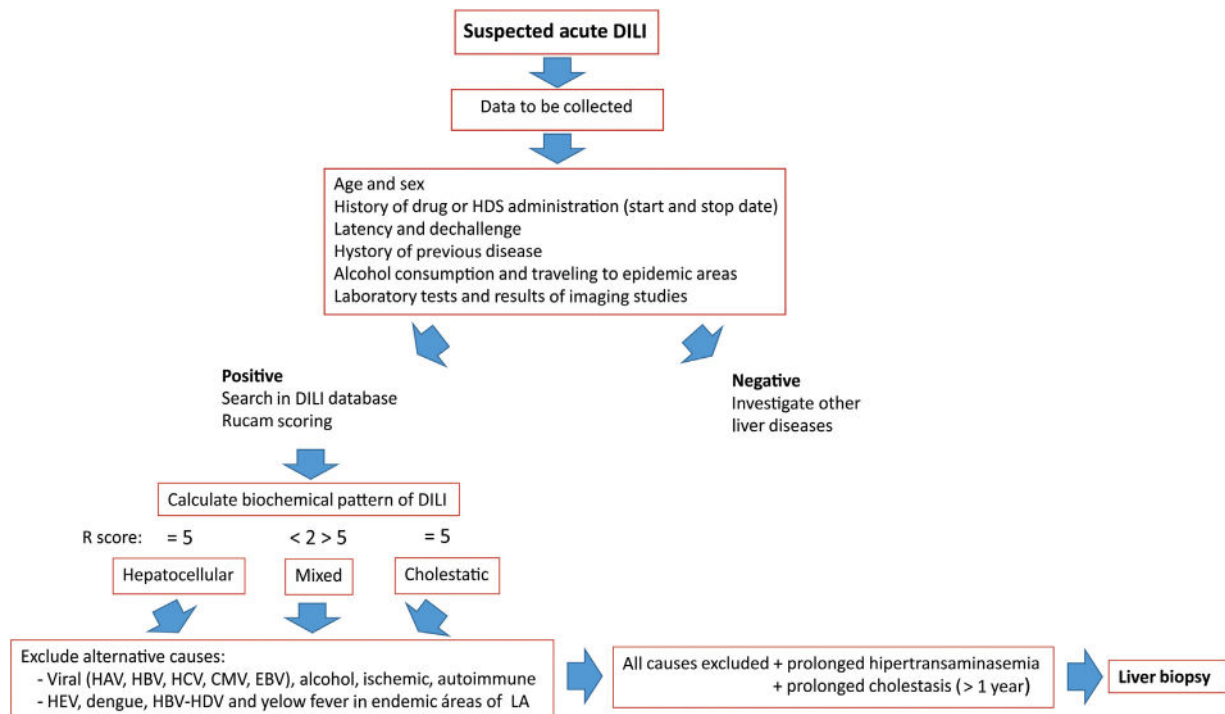 Suspected acute DILI
Data to be collected
Age and sex
History of drug or HDS administration (start and stop date)
Latency and dechallenge
Hystory of previous disease
Alcohol consumption and traveling to epidemic areas
Laboratory tests and results of imaging studies
Positive
Search in DILI database
Rucam scoring
Negative
Investigate other
liver diseases
Calculate biochemical pattern of DILI
R score: = 5 < 2 > 5 = 5
Hepatocellular Mixed Cholestatic
Exclude alternative causes:
- Viral (HAV, HBV, HCV, CMV, EBV), alcohol, ischemic, autoimmune
- HEV, dengue, HBV-HDV and yelow fever in endemic áreas of LA
All causes excluded + prolonged hipertransaminasemia
+ prolonged cholestasis (> 1 year)
Liver biopsy